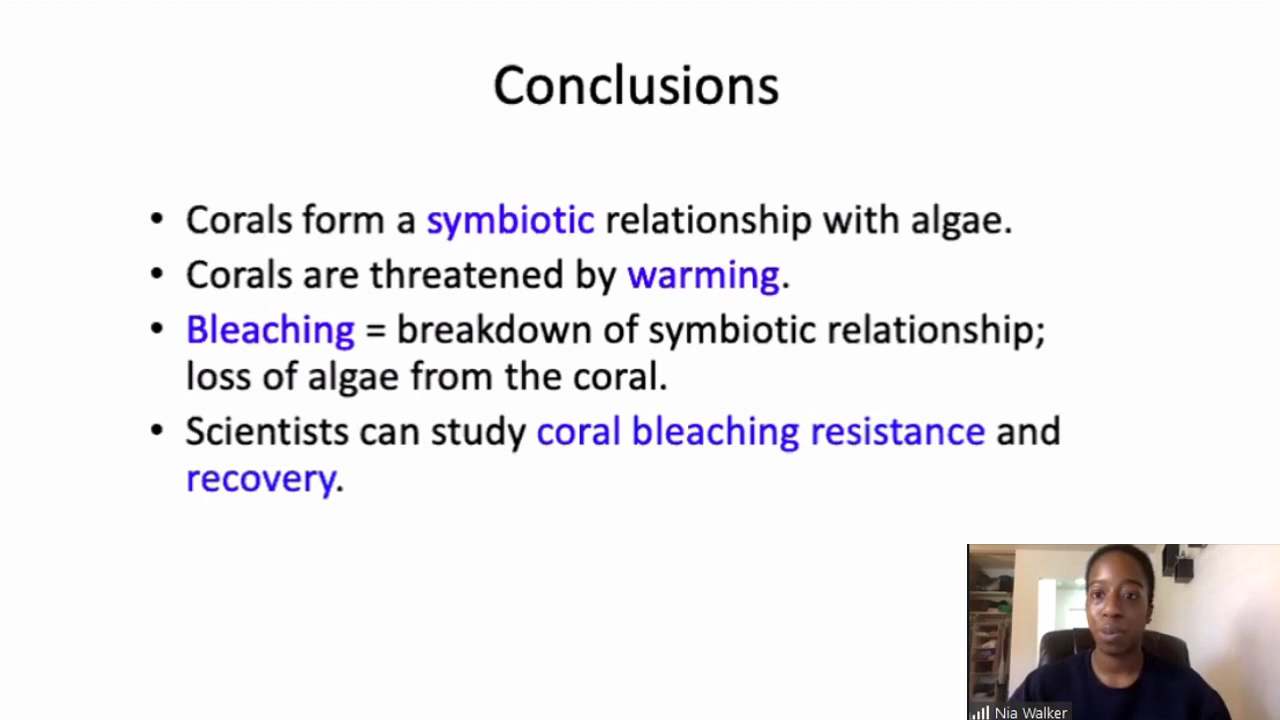 Conclusions
• Corals form a symbiotic relationship with algae.
• Corals are threatened by warming.
• Bleaching = breakdown of symbiotic relationship;
loss of algae from the coral.
• Scientists can study coral bleaching resistance and
recovery.
Nia Walker